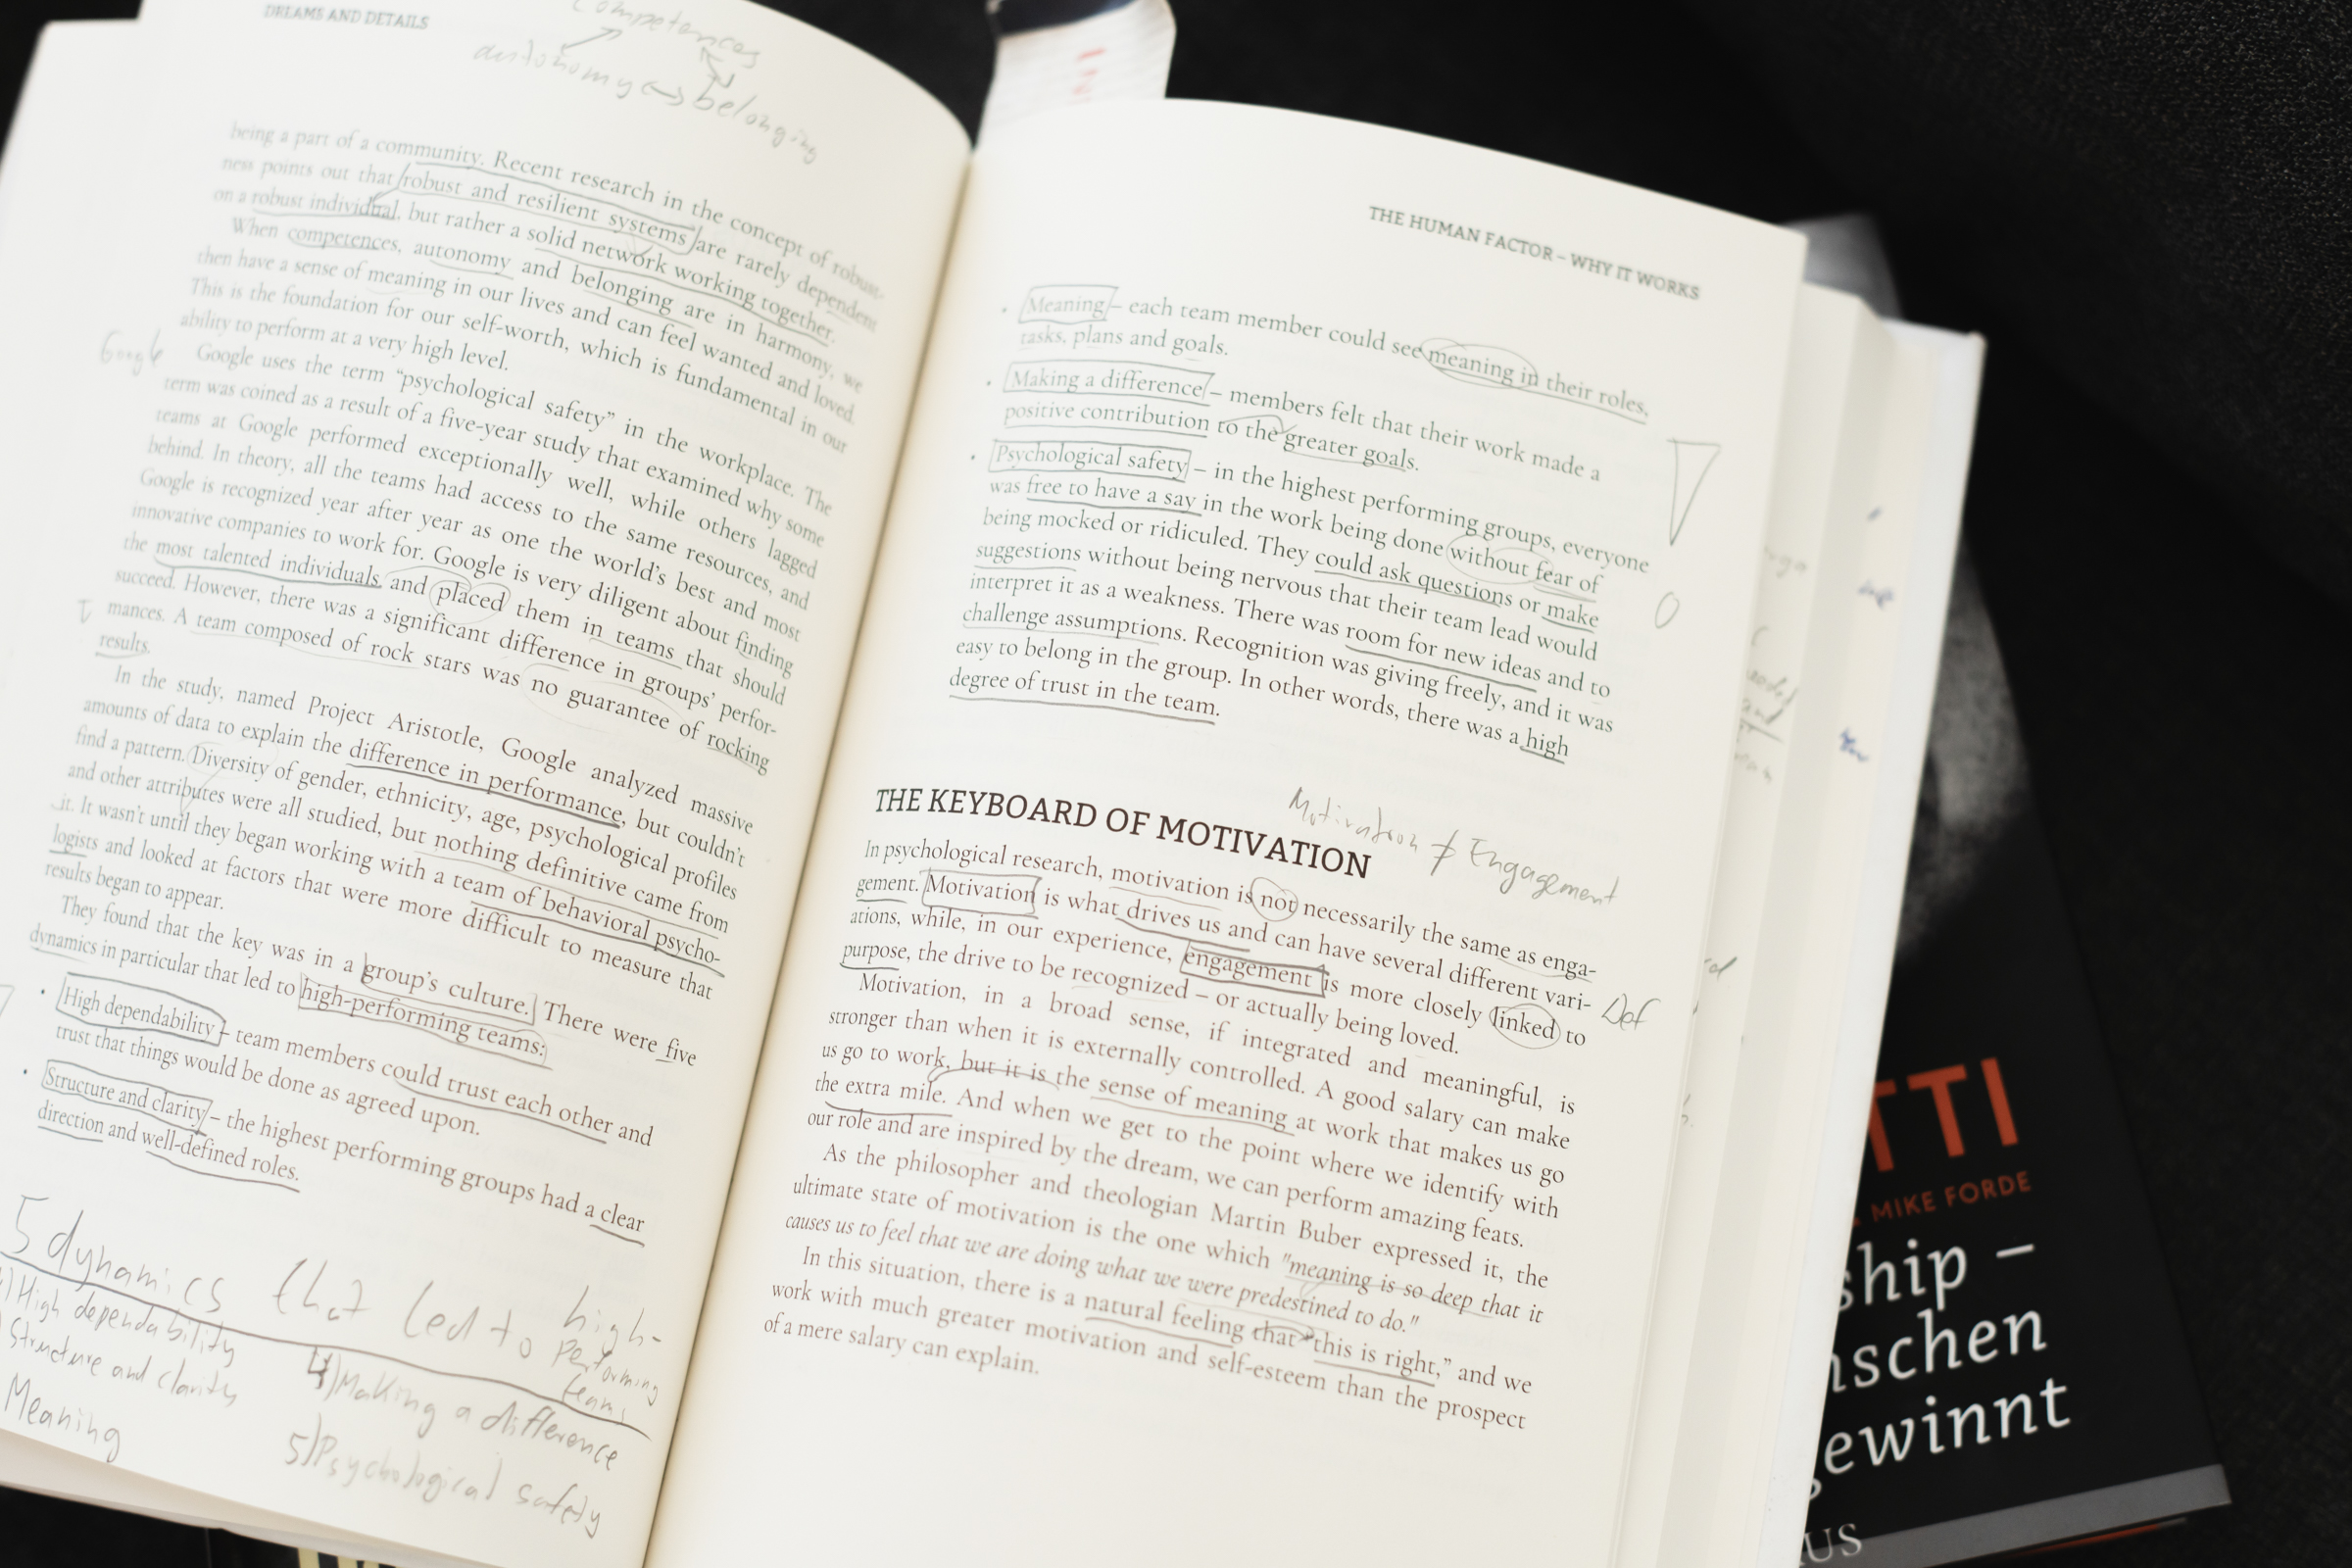 DREAMS AND DETAILS
competences
autonomy ↔ belonging
being a part of a community. Recent research in the concept of robust-
ness points out that robust and resilient systems are rarely dependent
on a robust individual, but rather a solid network working together.
When competences, autonomy and belonging are in harmony, we
then have a sense of meaning in our lives and can feel wanted and loved.
This is the foundation for our self-worth, which is fundamental in our
ability to perform at a very high level.
Google
Google uses the term “psychological safety” in the workplace. The
term was coined as a result of a five-year study that examined why some
teams at Google performed exceptionally well, while others lagged
behind. In theory, all the teams had access to the same resources, and
Google is recognized year after year as one the world’s best and most
innovative companies to work for. Google is very diligent about finding
the most talented individuals and placed them in teams that should
succeed. However, there was a significant difference in groups’ perfor-
mances. A team composed of rock stars was no guarantee of rocking
results.
In the study, named Project Aristotle, Google analyzed massive
amounts of data to explain the difference in performance, but couldn’t
find a pattern. Diversity of gender, ethnicity, age, psychological profiles
and other attributes were all studied, but nothing definitive came from
it. It wasn’t until they began working with a team of behavioral psycho-
logists and looked at factors that were more difficult to measure that
results began to appear.
They found that the key was in a group’s culture. There were five
dynamics in particular that led to high-performing teams:
• High dependability – team members could trust each other and
trust that things would be done as agreed upon.
• Structure and clarity – the highest performing groups had a clear
direction and well-defined roles.
5 dynamics that led to high-
performing
teams
High dependability
Structure and clarity
Meaning
4) Making a difference
5) Psychological safety
THE HUMAN FACTOR – WHY IT WORKS
• Meaning – each team member could see meaning in their roles,
tasks, plans and goals.
• Making a difference – members felt that their work made a
positive contribution to the greater goals.
• Psychological safety – in the highest performing groups, everyone
was free to have a say in the work being done without fear of
being mocked or ridiculed. They could ask questions or make
suggestions without being nervous that their team lead would
interpret it as a weakness. There was room for new ideas and to
challenge assumptions. Recognition was giving freely, and it was
easy to belong in the group. In other words, there was a high
degree of trust in the team.
THE KEYBOARD OF MOTIVATION
Motivation ≠ Engagement
In psychological research, motivation is not necessarily the same as enga-
gement. Motivation is what drives us and can have several different vari-
ations, while, in our experience, engagement is more closely linked to
purpose, the drive to be recognized – or actually being loved.
Def
Motivation, in a broad sense, if integrated and meaningful, is
stronger than when it is externally controlled. A good salary can make
us go to work, but it is the sense of meaning at work that makes us go
the extra mile. And when we get to the point where we identify with
our role and are inspired by the dream, we can perform amazing feats.
As the philosopher and theologian Martin Buber expressed it, the
ultimate state of motivation is the one which "meaning is so deep that it
causes us to feel that we are doing what we were predestined to do."
In this situation, there is a natural feeling that “this is right,” and we
work with much greater motivation and self-esteem than the prospect
of a mere salary can explain.
TTI
MIKE FORDE
ship –
nschen
gewinnt
US